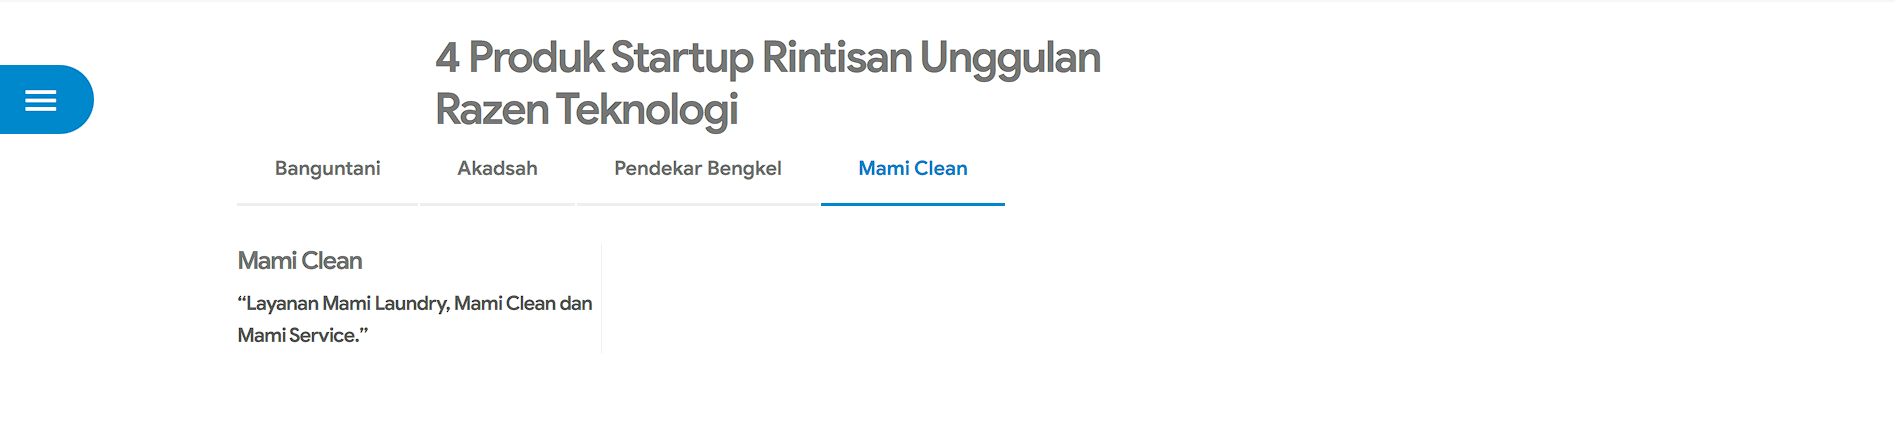 4 Produk Startup Rintisan Unggulan
Razen Teknologi
Banguntani Akadsah Pendekar Bengkel Mami Clean
Mami Clean
“Layanan Mami Laundry, Mami Clean dan
Mami Service.”